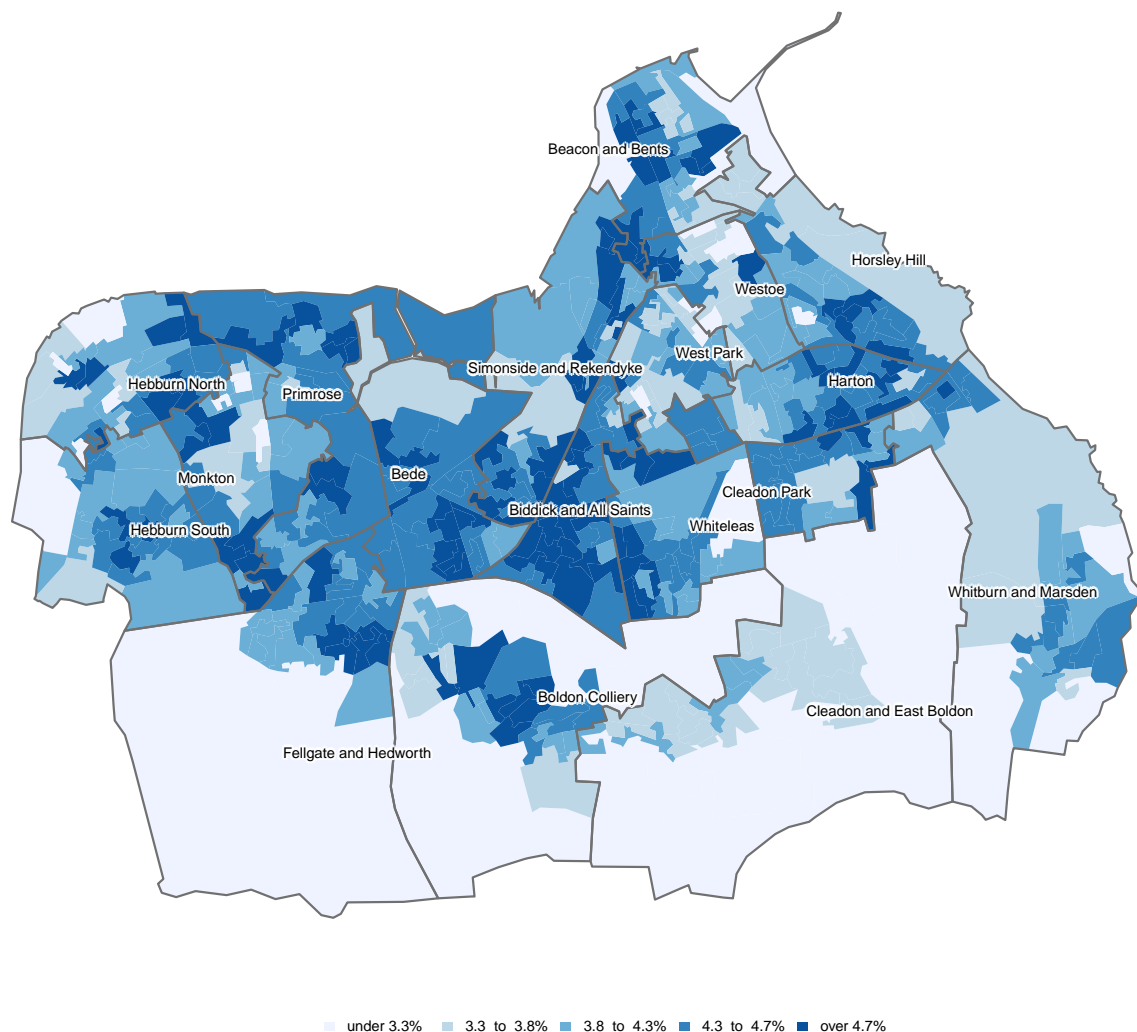 Beacon and Bents
Horsley Hill
Westoe
West Park
Simonside and Rekendyke
Harton
Hebburn North
Primrose
Monkton
Bede
Cleadon Park
Biddick and All Saints
Whiteleas
Hebburn South
Whitburn and Marsden
Boldon Colliery
Cleadon and East Boldon
Fellgate and Hedworth
under 3.3% 3.3 to 3.8% 3.8 to 4.3% 4.3 to 4.7% over 4.7%